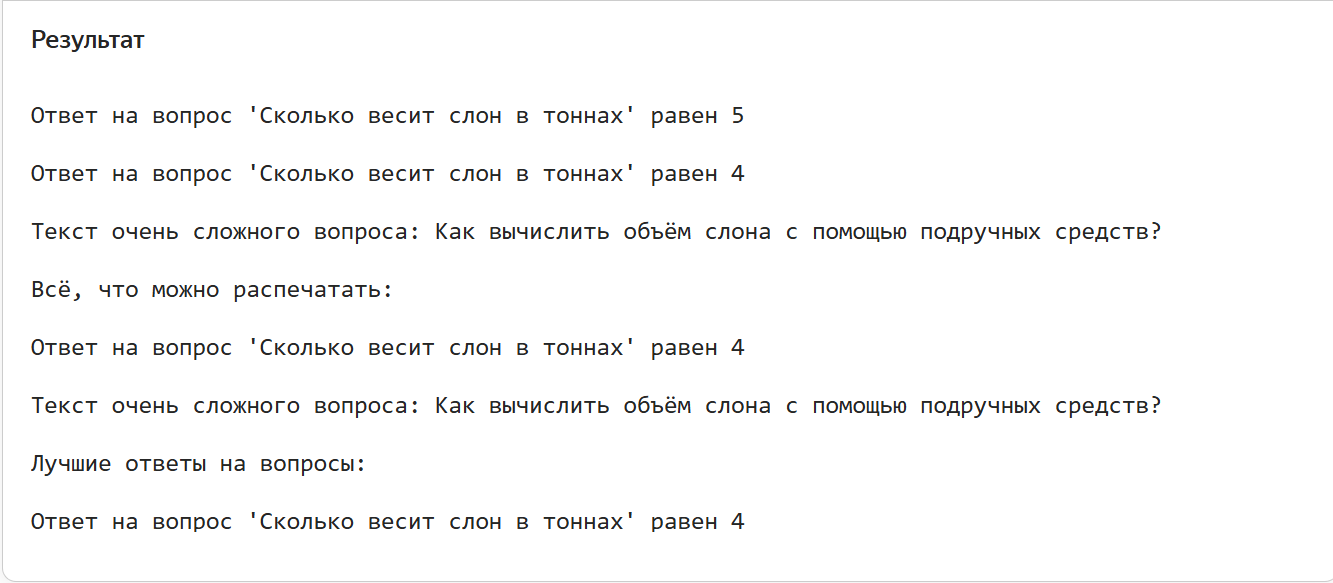 Результат
Ответ на вопрос 'Сколько весит слон в тоннах' равен 5
Ответ на вопрос 'Сколько весит слон в тоннах' равен 4
Текст очень сложного вопроса: Как вычислить объём слона с помощью подручных средств?
Всё, что можно распечатать:
Ответ на вопрос 'Сколько весит слон в тоннах' равен 4
Текст очень сложного вопроса: Как вычислить объём слона с помощью подручных средств?
Лучшие ответы на вопросы:
Ответ на вопрос 'Сколько весит слон в тоннах' равен 4